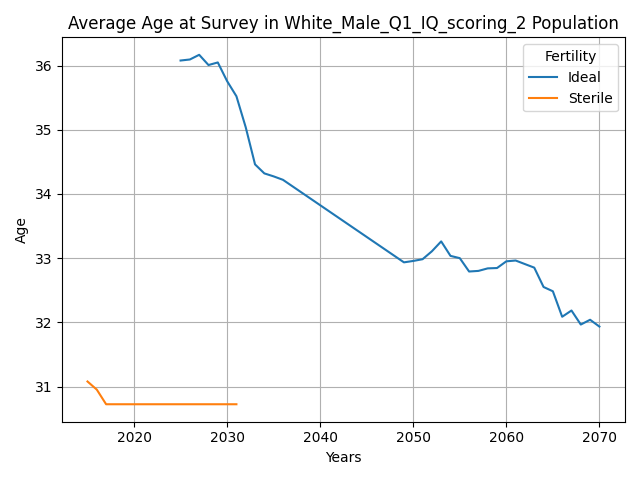 Average Age at Survey in White_Male_Q1_IQ_scoring_2 Population
Fertility
Ideal
Sterile
36
35
34
33
32
31
Age
2020
2030
2040
2050
2060
2070
Years